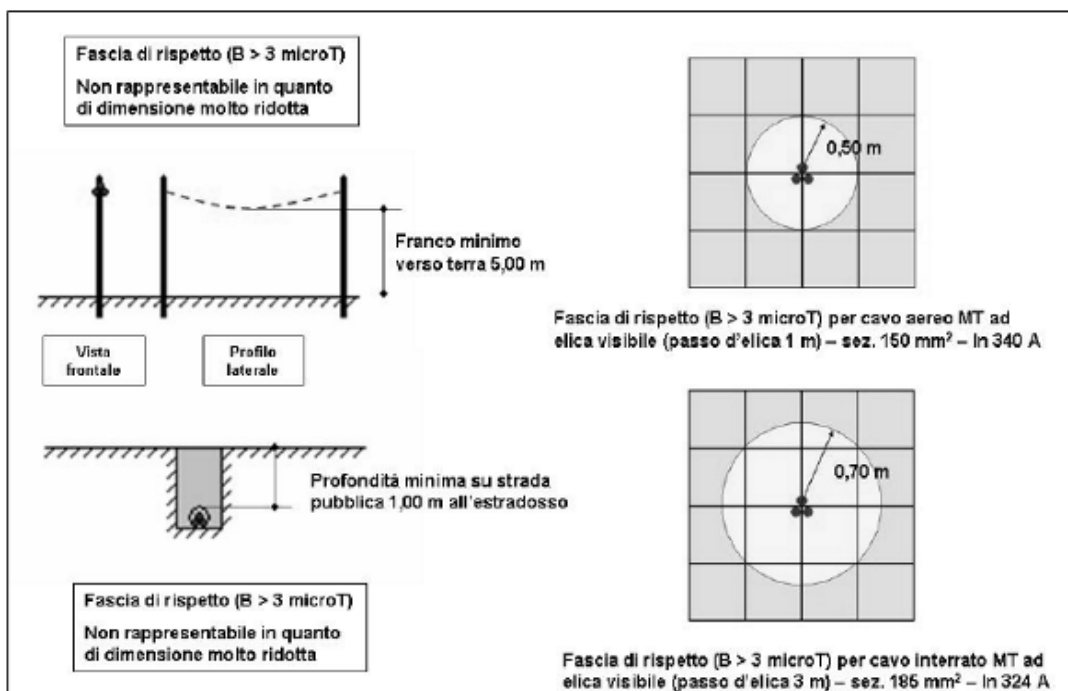 Fascia di rispetto (B > 3 microT)
Non rappresentabile in quanto
di dimensione molto ridotta
Franco minimo
verso terra 5,00 m
Vista
frontale
Profilo
laterale
Profondità minima su strada
pubblica 1,00 m all'estradosso
Fascia di rispetto (B > 3 microT)
Non rappresentabile in quanto
di dimensione molto ridotta
0,50 m
Fascia di rispetto (B > 3 microT) per cavo aereo MT ad
elica visibile (passo d'elica 1 m) – sez. 150 mm² – In 340 A
0,70 m
Fascia di rispetto (B > 3 microT) per cavo interrato MT ad
elica visibile (passo d'elica 3 m) – sez. 185 mm² – In 324 A